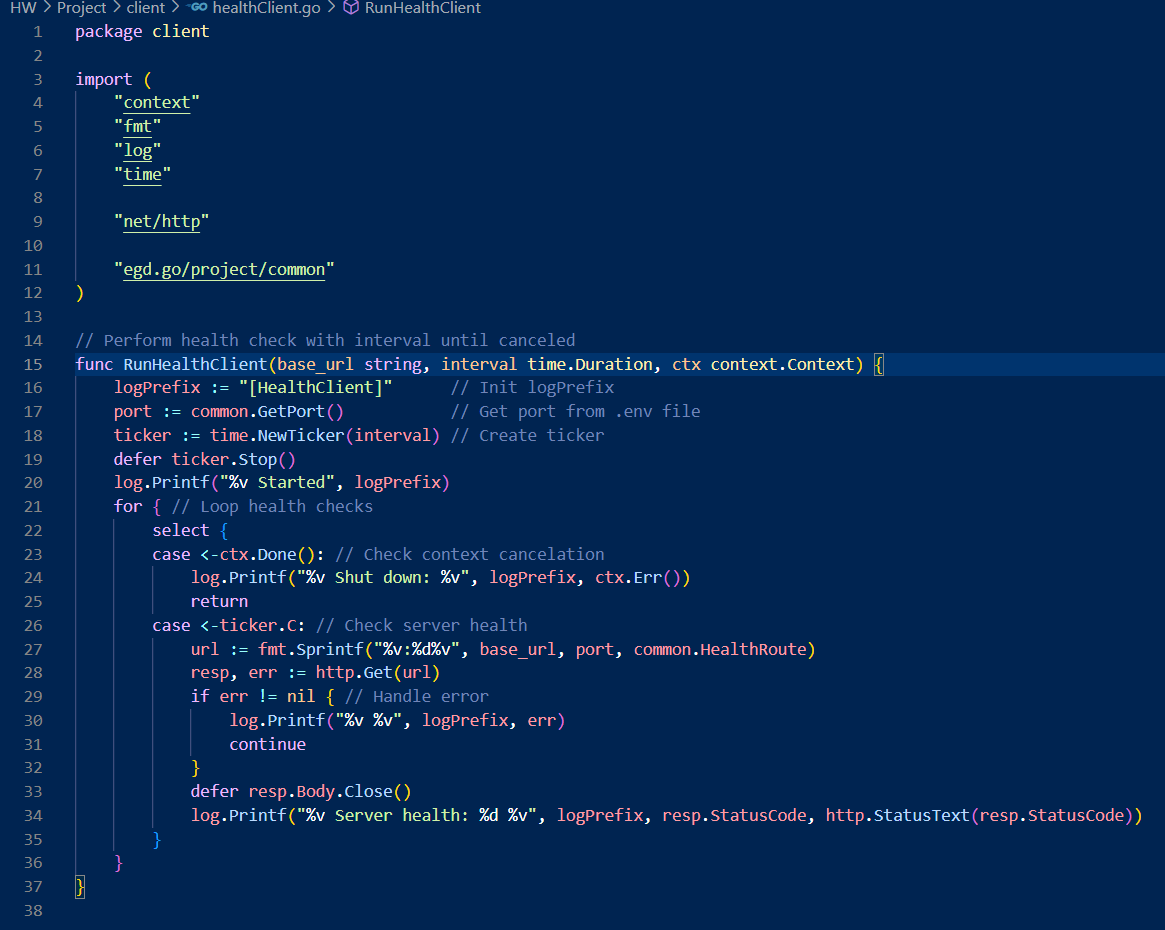 HW > Project > client > GO healthClient.go > RunHealthClient
1 package client
2
3 import (
4 "context"
5 "fmt"
6 "log"
7 "time"
8
9 "net/http"
10
11 "egd.go/project/common"
12 )
13
14 // Perform health check with interval until canceled
15 func RunHealthClient(base_url string, interval time.Duration, ctx context.Context) {
16 logPrefix := "[HealthClient]" // Init logPrefix
17 port := common.GetPort() // Get port from .env file
18 ticker := time.NewTicker(interval) // Create ticker
19 defer ticker.Stop()
20 log.Printf("%v Started", logPrefix)
21 for { // Loop health checks
22 select {
23 case <-ctx.Done(): // Check context cancelation
24 log.Printf("%v Shut down: %v", logPrefix, ctx.Err())
25 return
26 case <-ticker.C: // Check server health
27 url := fmt.Sprintf("%v:%d%v", base_url, port, common.HealthRoute)
28 resp, err := http.Get(url)
29 if err != nil { // Handle error
30 log.Printf("%v %v", logPrefix, err)
31 continue
32 }
33 defer resp.Body.Close()
34 log.Printf("%v Server health: %d %v", logPrefix, resp.StatusCode, http.StatusText(resp.StatusCode))
35 }
36 }
37 }
38